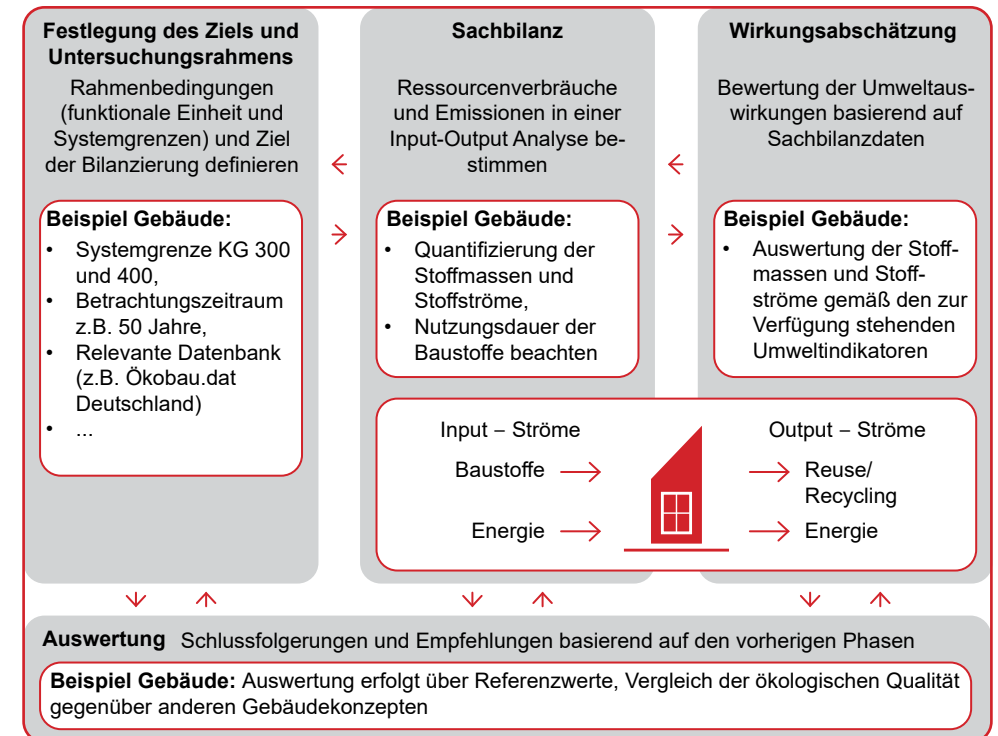 Festlegung des Ziels und
Untersuchungsrahmens
Rahmenbedingungen
(funktionale Einheit und
Systemgrenzen) und Ziel
der Bilanzierung definieren
Beispiel Gebäude:
• Systemgrenze KG 300
und 400,
• Betrachtungszeitraum
z.B. 50 Jahre,
• Relevante Datenbank
(z.B. Ökobau.dat
Deutschland)
• ...
Sachbilanz
Ressourcenverbräuche
und Emissionen in einer
Input-Output Analyse be-
stimmen
Beispiel Gebäude:
• Quantifizierung der
Stoffmassen und
Stoffströme,
• Nutzungsdauer der
Baustoffe beachten
Wirkungsabschätzung
Bewertung der Umweltaus-
wirkungen basierend auf
Sachbilanzdaten
Beispiel Gebäude:
• Auswertung der Stoff-
massen und Stoff-
ströme gemäß den zur
Verfügung stehenden
Umweltindikatoren
Input – Ströme
Baustoffe
Energie
Output – Ströme
Reuse/
Recycling
Energie
Auswertung Schlussfolgerungen und Empfehlungen basierend auf den vorherigen Phasen
Beispiel Gebäude: Auswertung erfolgt über Referenzwerte, Vergleich der ökologischen Qualität
gegenüber anderen Gebäudekonzepten